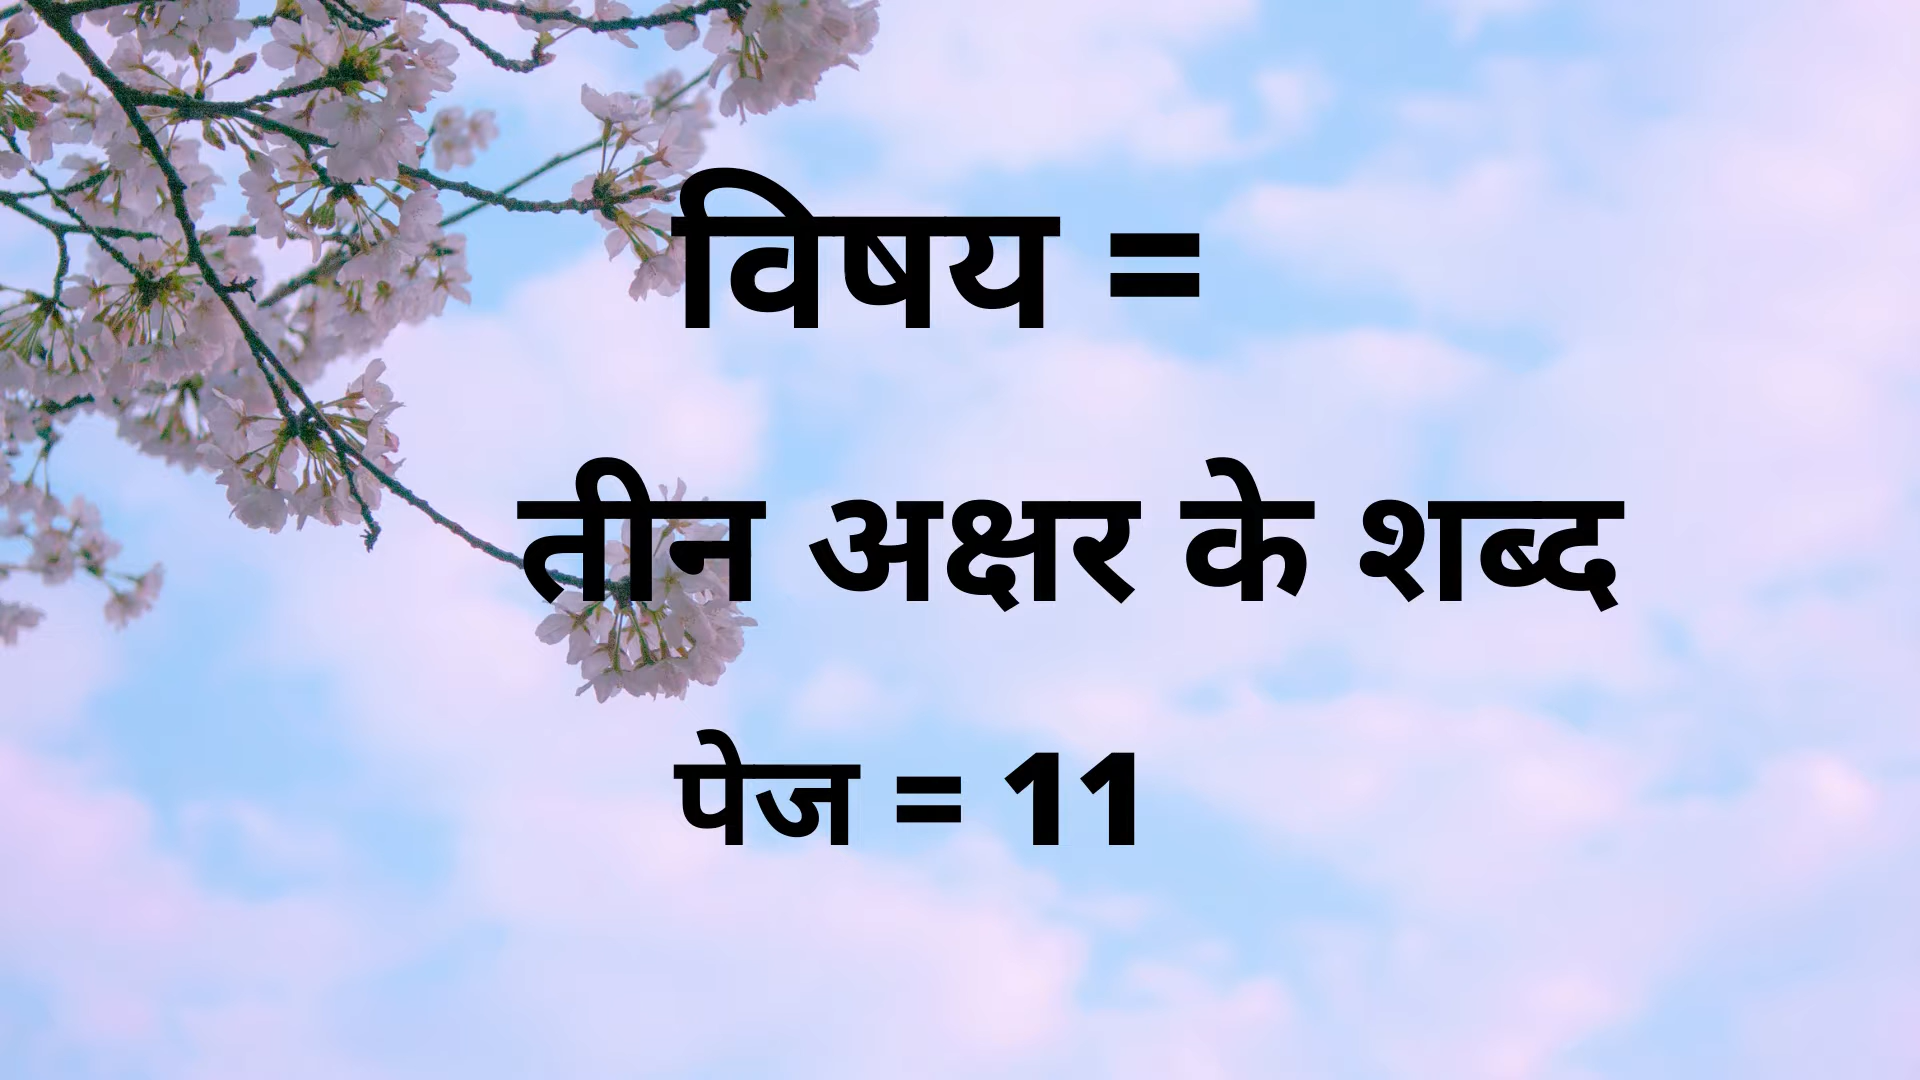 विषय =
तीन अक्षर के शब्द
पेज = 11